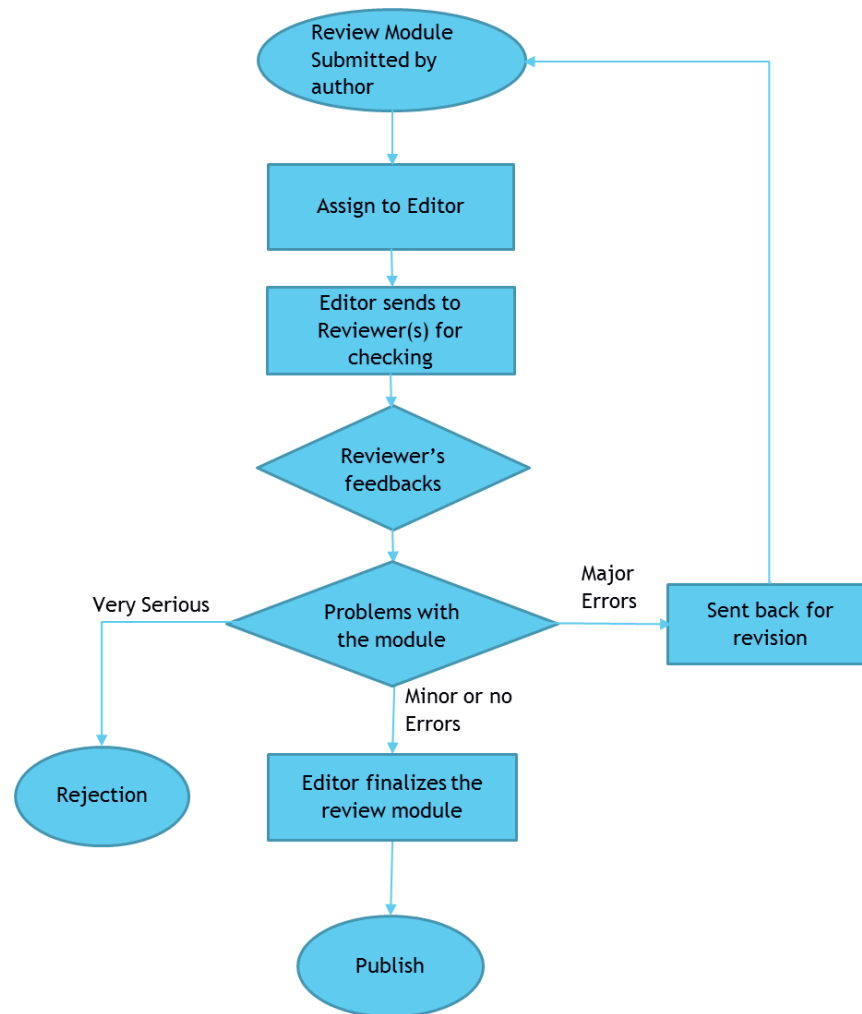 Review Module
Submitted by
author
Assign to Editor
Editor sends to
Reviewer(s) for
checking
Reviewer’s
feedbacks
Very Serious
Problems with
the module
Major
Errors
Sent back for
revision
Minor or no
Errors
Rejection
Editor finalizes the
review module
Publish